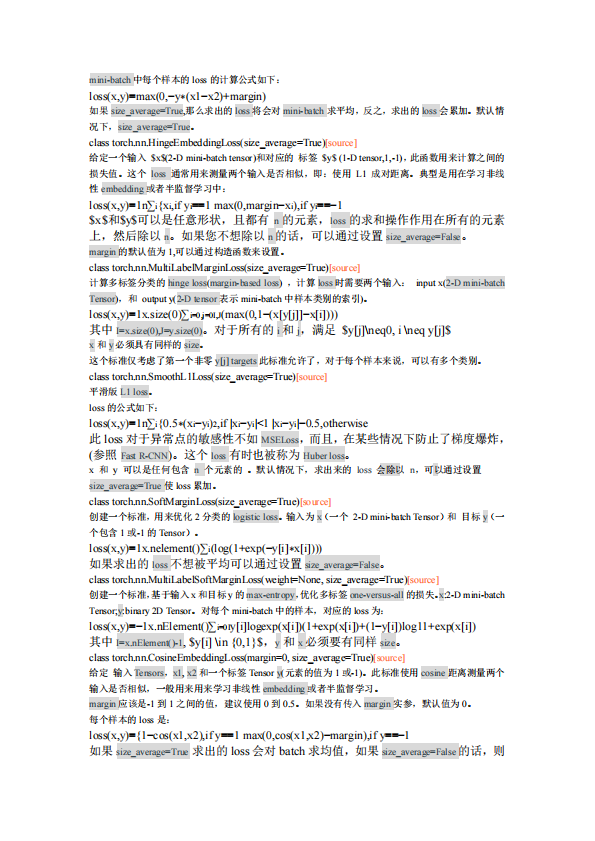 mini-batch 中每个样本的 loss 的计算公式如下：
loss(x,y)=max(0,−y∗(x1−x2)+margin)
如果 size_average=True,那么求出的 loss 将会对 mini-batch 求平均，反之，求出的 loss 会累加。默认情
况下，size_average=True。
class torch.nn.HingeEmbeddingLoss(size_average=True)[source]
给定一个输入 $x$(2-D mini-batch tensor)和对应的 标签 $y$ (1-D tensor,1,-1)，此函数用来计算之间的
损失值。这个 loss 通常用来测量两个输入是否相似，即：使用 L1 成对距离。典型是用在学习非线
性 embedding 或者半监督学习中：
loss(x,y)=1n∑i{xi,if yi==1 max(0,margin−xi),if yi==−1
$x$和$y$可以是任意形状，且都有 n 的元素，loss 的求和操作作用在所有的元素
上，然后除以 n。如果您不想除以 n 的话，可以通过设置 size_average=False。
margin 的默认值为 1,可以通过构造函数来设置。
class torch.nn.MultiLabelMarginLoss(size_average=True)[source]
计算多标签分类的 hinge loss(margin-based loss) ，计算 loss 时需要两个输入： input x(2-D mini-batch
Tensor)，和 output y(2-D tensor 表示 mini-batch 中样本类别的索引)。
loss(x,y)=1x.size(0)∑i=0,j=0I,J(max(0,1−(x[y[j]]−x[i])))
其中 I=x.size(0),J=y.size(0)。对于所有的 i 和 j，满足 $y[j]\neq0, i \neq y[j]$
x 和 y 必须具有同样的 size。
这个标准仅考虑了第一个非零 y[j] targets 此标准允许了，对于每个样本来说，可以有多个类别。
class torch.nn.SmoothL1Loss(size_average=True)[source]
平滑版 L1 loss。
loss 的公式如下：
loss(x,y)=1n∑i{0.5∗(xi−yi)2,if |xi−yi|<1 |xi−yi|−0.5,otherwise
此 loss 对于异常点的敏感性不如 MSELoss，而且，在某些情况下防止了梯度爆炸，
(参照 Fast R-CNN)。这个 loss 有时也被称为 Huber loss。
x 和 y 可以是任何包含 n 个元素的 。默认情况下，求出来的 loss 会除以 n，可以通过设置
size_average=True 使 loss 累加。
class torch.nn.SoftMarginLoss(size_average=True)[source]
创建一个标准，用来优化 2 分类的 logistic loss。输入为 x（一个 2-D mini-batch Tensor）和 目标 y（一
个包含 1 或-1 的 Tensor）。
loss(x,y)=1x.nelement()∑i(log(1+exp(−y[i]∗x[i])))
如果求出的 loss 不想被平均可以通过设置 size_average=False。
class torch.nn.MultiLabelSoftMarginLoss(weight=None, size_average=True)[source]
创建一个标准，基于输入 x 和目标 y 的 max-entropy，优化多标签 one-versus-all 的损失。x:2-D mini-batch
Tensor;y:binary 2D Tensor。对每个 mini-batch 中的样本，对应的 loss 为：
loss(x,y)=−1x.nElement()∑i=0Iy[i]logexp(x[i])(1+exp(x[i])+(1−y[i])log11+exp(x[i])
其中 I=x.nElement()-1, $y[i] \in {0,1}$，y 和 x 必须要有同样 size。
class torch.nn.CosineEmbeddingLoss(margin=0, size_average=True)[source]
给定 输入 Tensors，x1, x2 和一个标签 Tensor y(元素的值为 1 或-1)。此标准使用 cosine 距离测量两个
输入是否相似，一般用来用来学习非线性 embedding 或者半监督学习。
margin 应该是-1 到 1 之间的值，建议使用 0 到 0.5。如果没有传入 margin 实参，默认值为 0。
每个样本的 loss 是：
loss(x,y)={1−cos(x1,x2),if y==1 max(0,cos(x1,x2)−margin),if y==−1
如果 size_average=True 求出的 loss 会对 batch 求均值，如果 size_average=False 的话，则